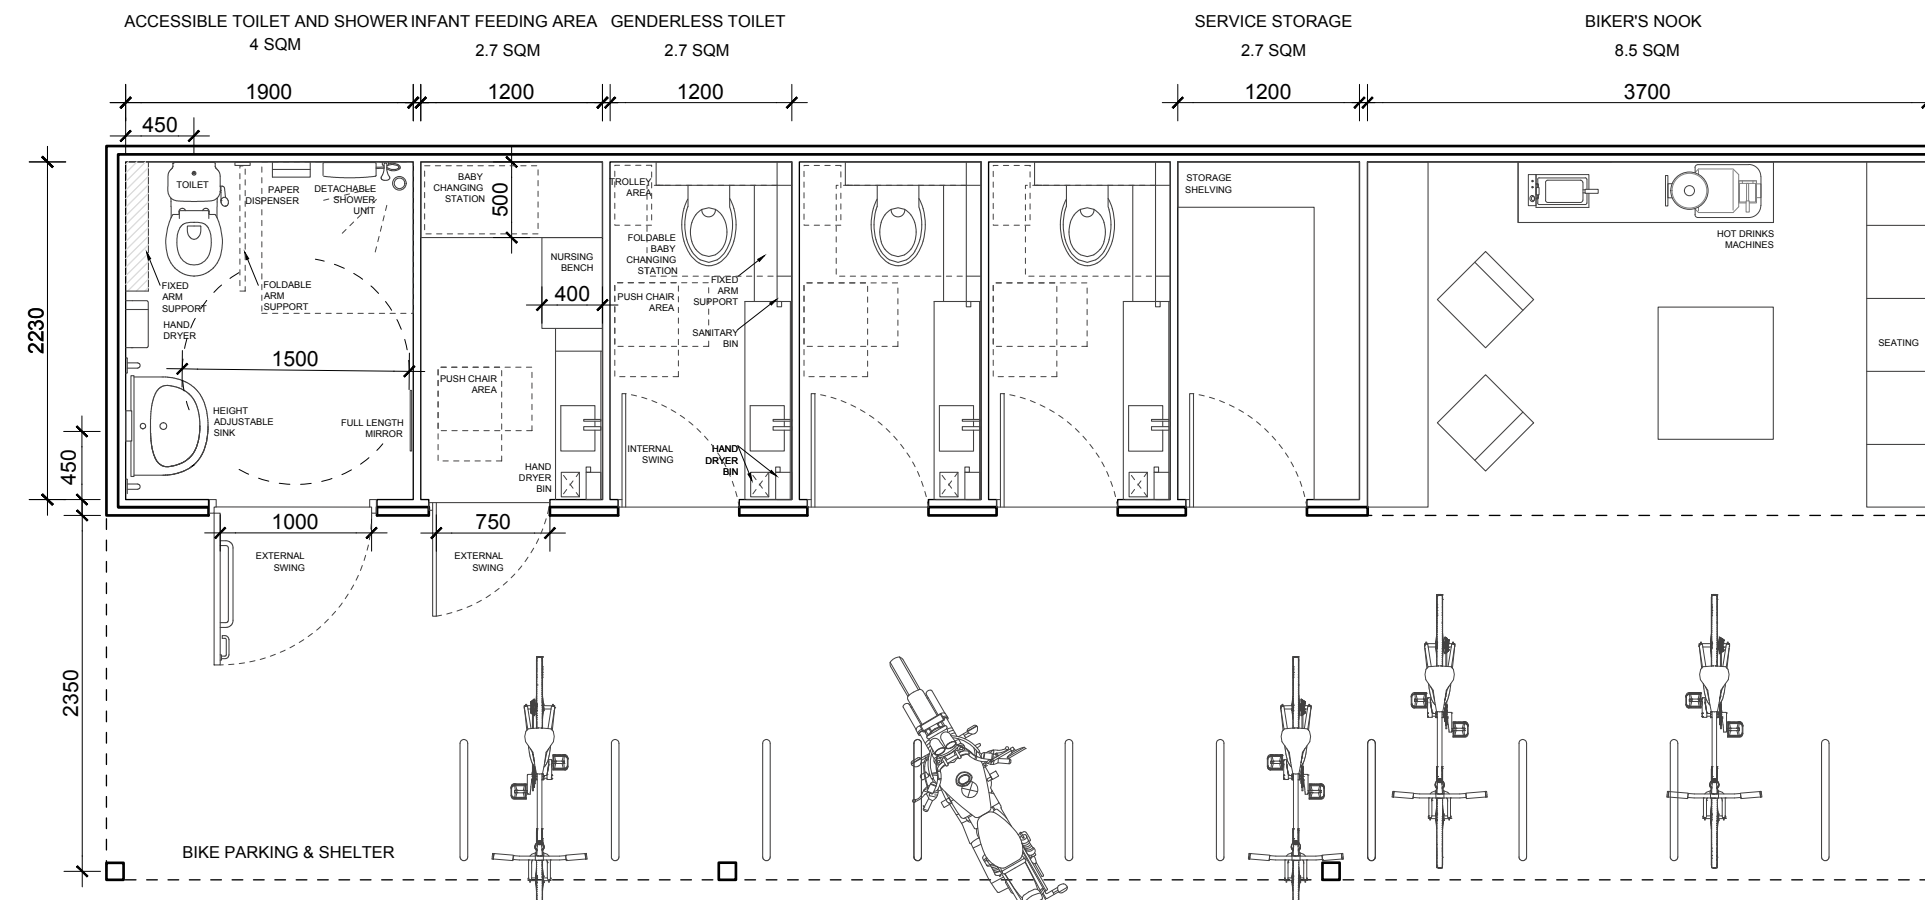 ACCESSIBLE TOILET AND SHOWER
4 SQM
INFANT FEEDING AREA
2.7 SQM
GENDERLESS TOILET
2.7 SQM
SERVICE STORAGE
2.7 SQM
BIKER'S NOOK
8.5 SQM
1900
1200
1200
1200
3700
450
2230
450
2350
TOILET
PAPER
DISPENSER
DETACHABLE
SHOWER
UNIT
FIXED
ARM
SUPPORT
FOLDABLE
ARM
SUPPORT
HAND
DRYER
1500
HEIGHT
ADJUSTABLE
SINK
FULL LENGTH
MIRROR
1000
EXTERNAL
SWING
BABY
CHANGING
STATION
500
NURSING
BENCH
400
PUSH CHAIR
AREA
HAND
DRYER
BIN
750
EXTERNAL
SWING
TROLLEY
AREA
FOLDABLE
BABY
CHANGING
STATION
FIXED
ARM
SUPPORT
PUSH CHAIR
AREA
SANITARY
BIN
INTERNAL
SWING
HAND
DRYER
BIN
STORAGE
SHELVING
HOT DRINKS
MACHINES
SEATING
BIKE PARKING & SHELTER